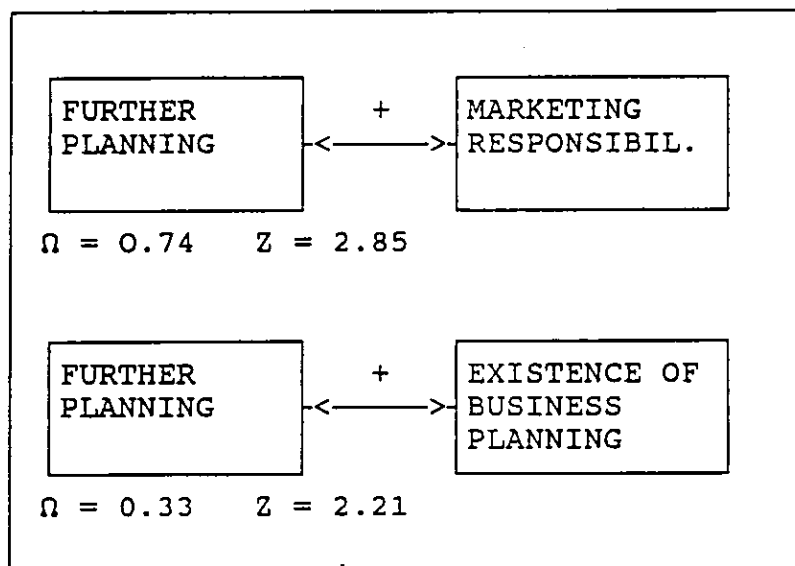 FURTHER PLANNING
+
MARKETING RESPONSIBIL.
-<———>-
Ω = 0.74 Z = 2.85
FURTHER PLANNING
+
EXISTENCE OF BUSINESS PLANNING
-<———>-
Ω = 0.33 Z = 2.21